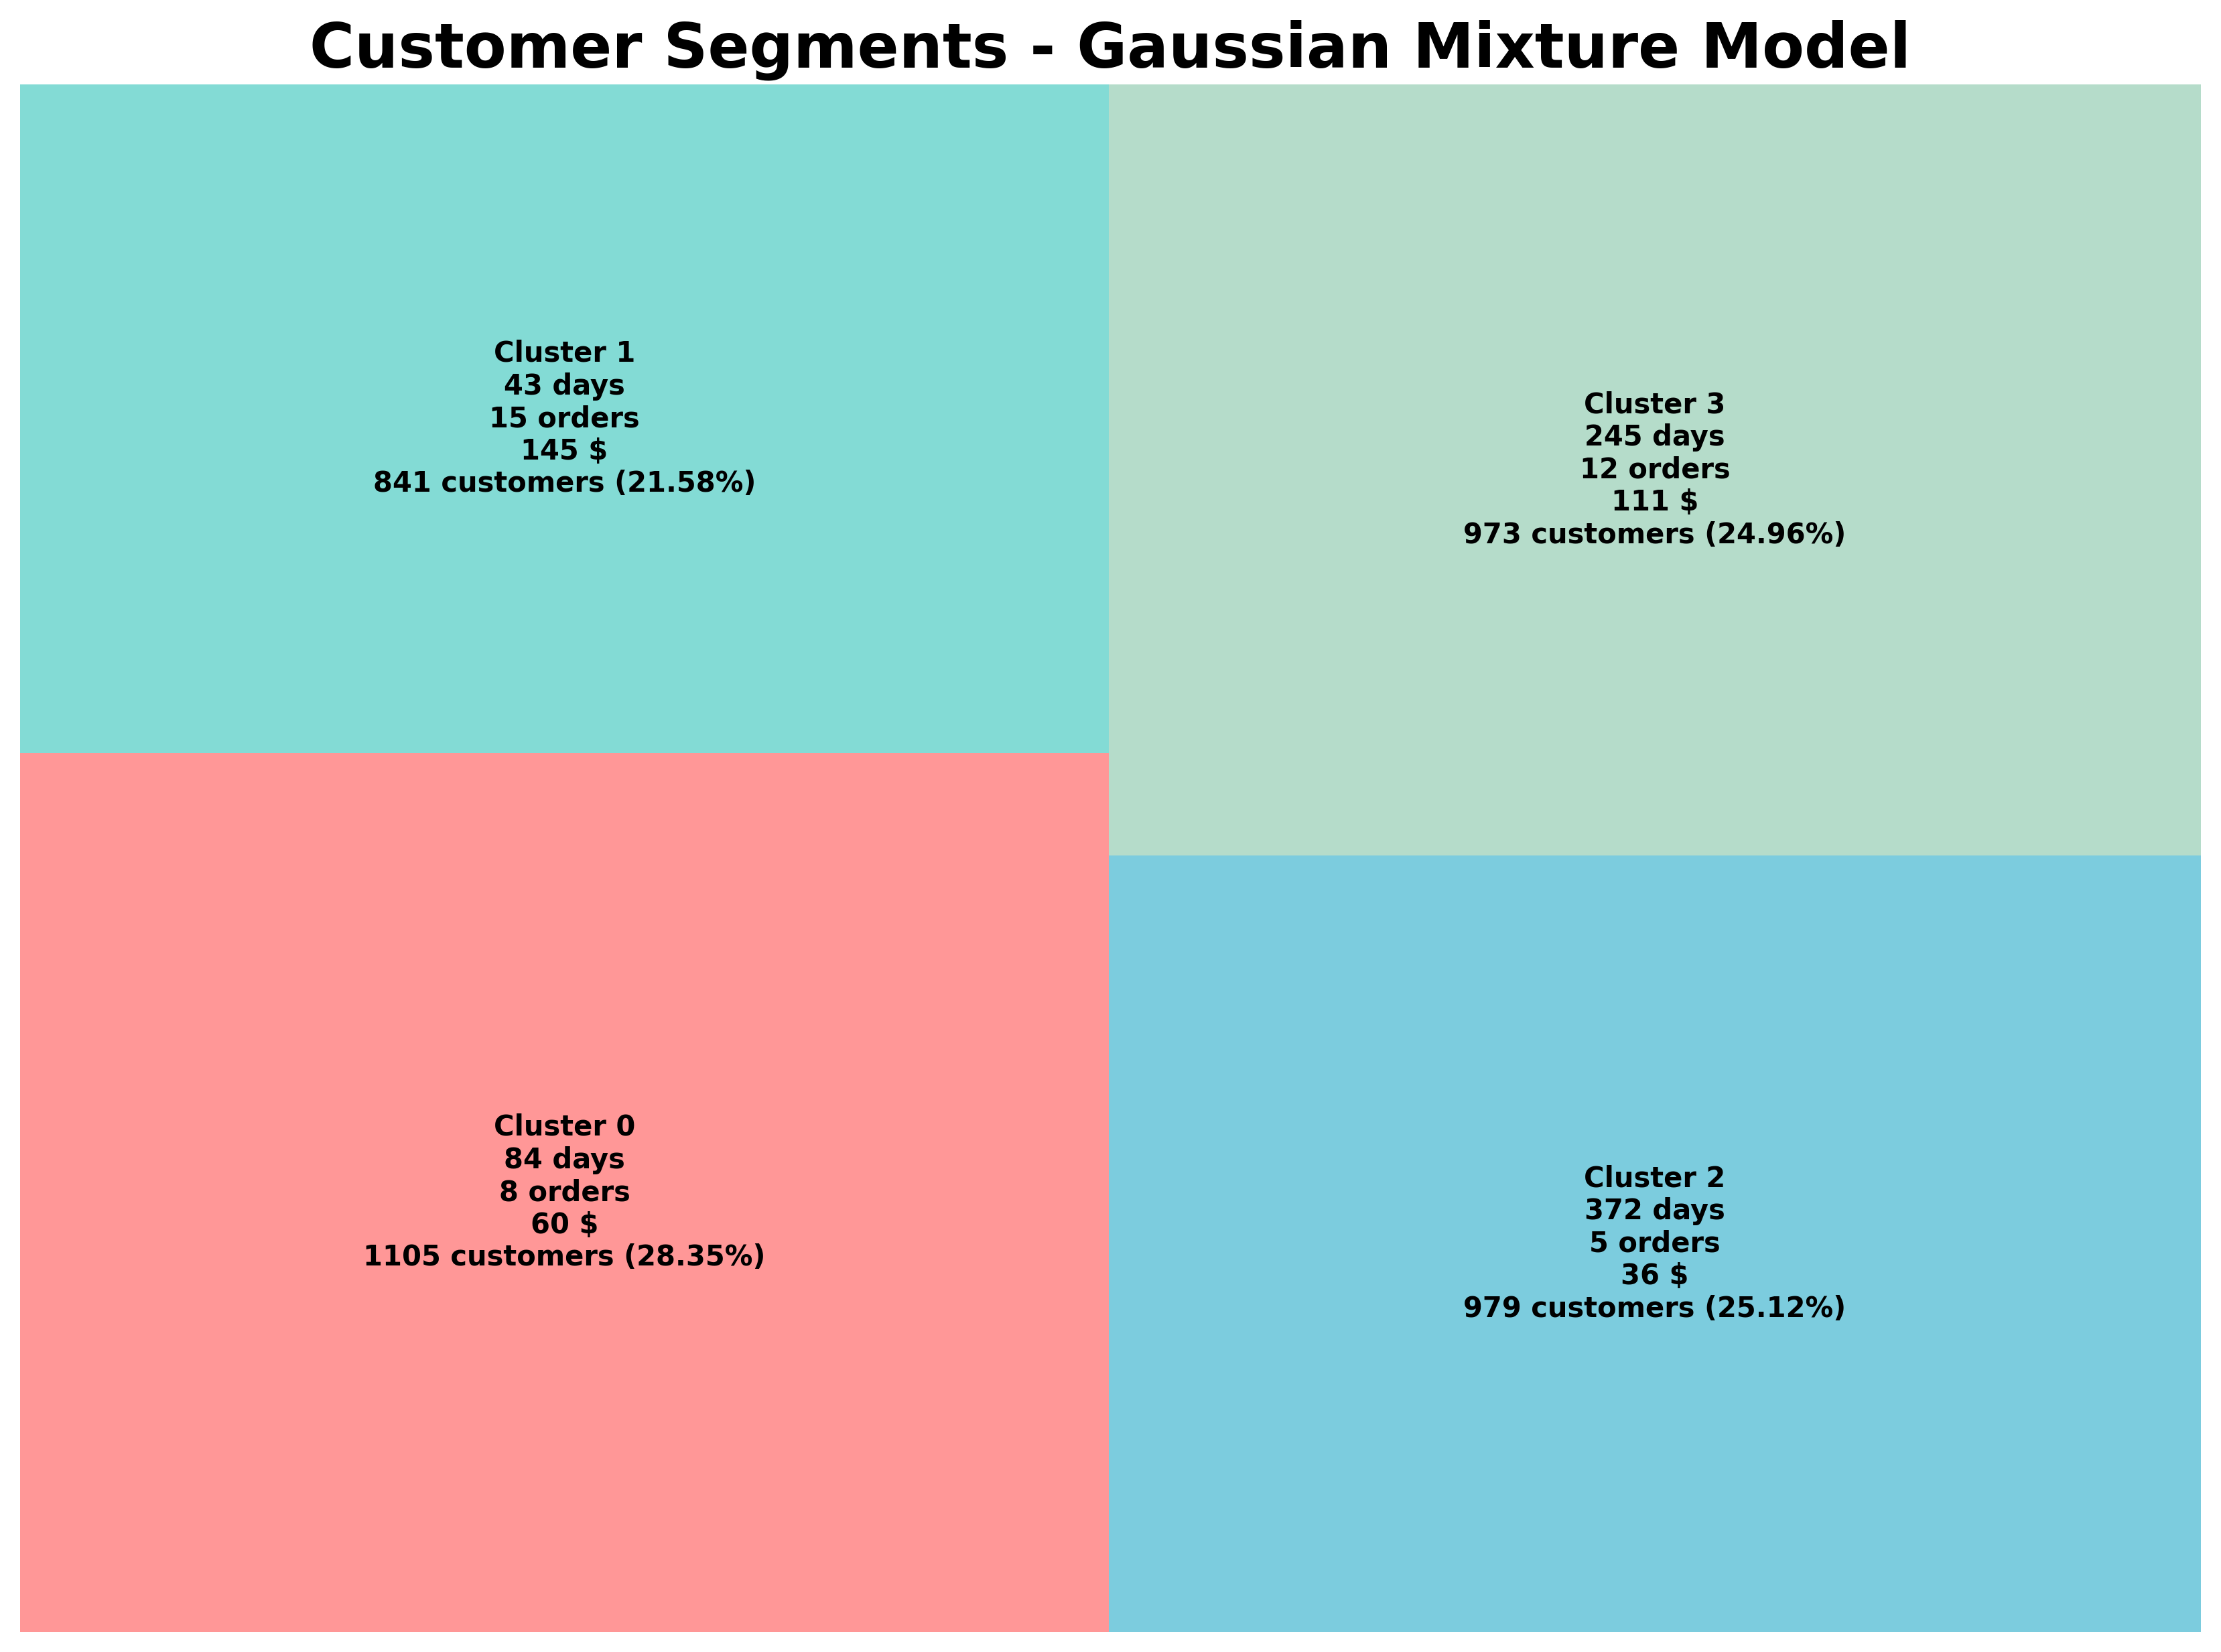 Customer Segments - Gaussian Mixture Model
Cluster 1
43 days
15 orders
145 $
841 customers (21.58%)
Cluster 3
245 days
12 orders
111 $
973 customers (24.96%)
Cluster 0
84 days
8 orders
60 $
1105 customers (28.35%)
Cluster 2
372 days
5 orders
36 $
979 customers (25.12%)